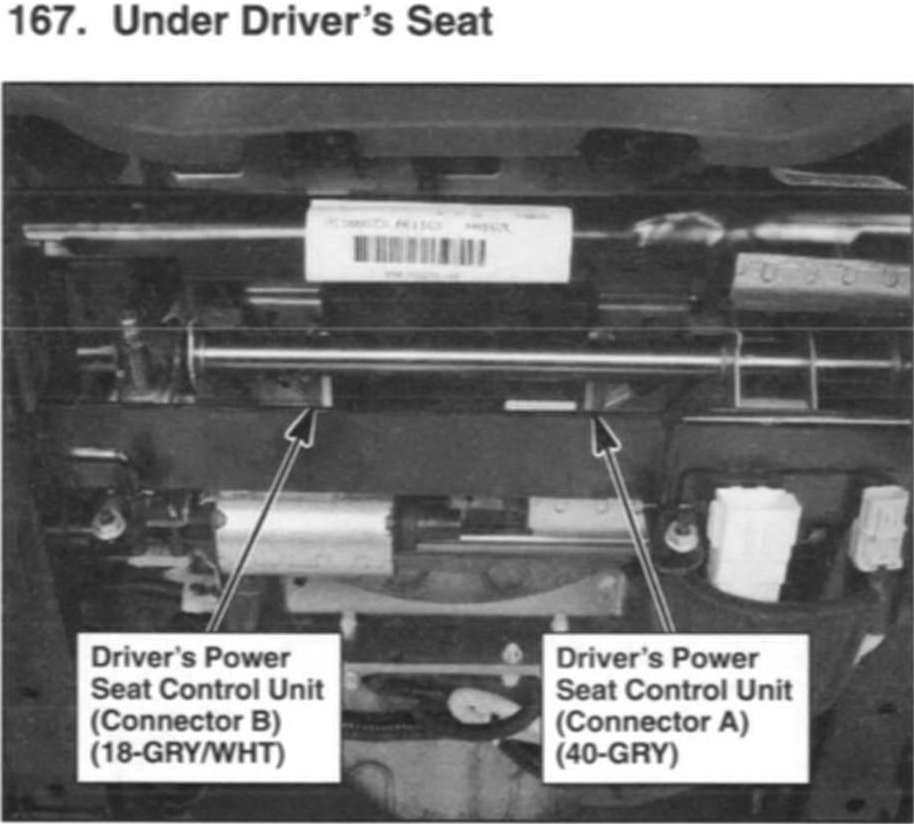 167. Under Driver's Seat
Driver's Power
Seat Control Unit
(Connector B)
(18-GRY/WHT)
Driver's Power
Seat Control Unit
(Connector A)
(40-GRY)